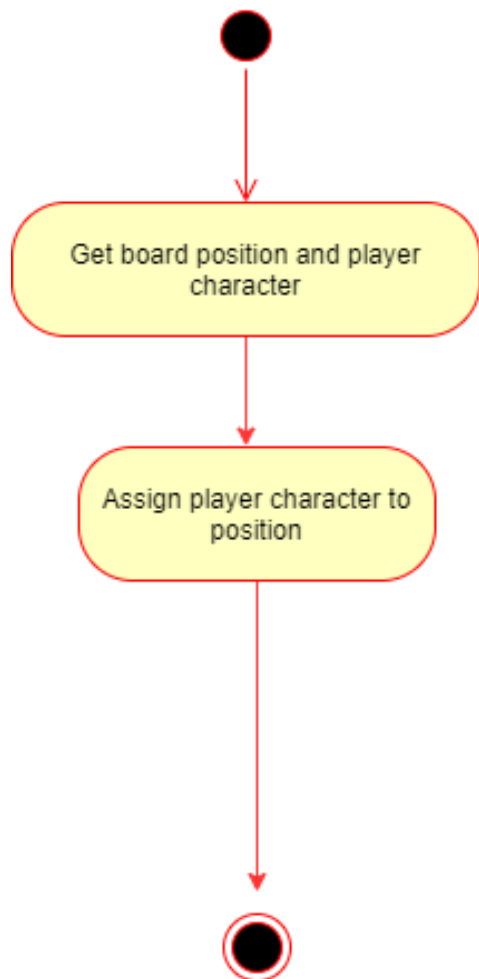 Get board position and player
character
Assign player character to
position